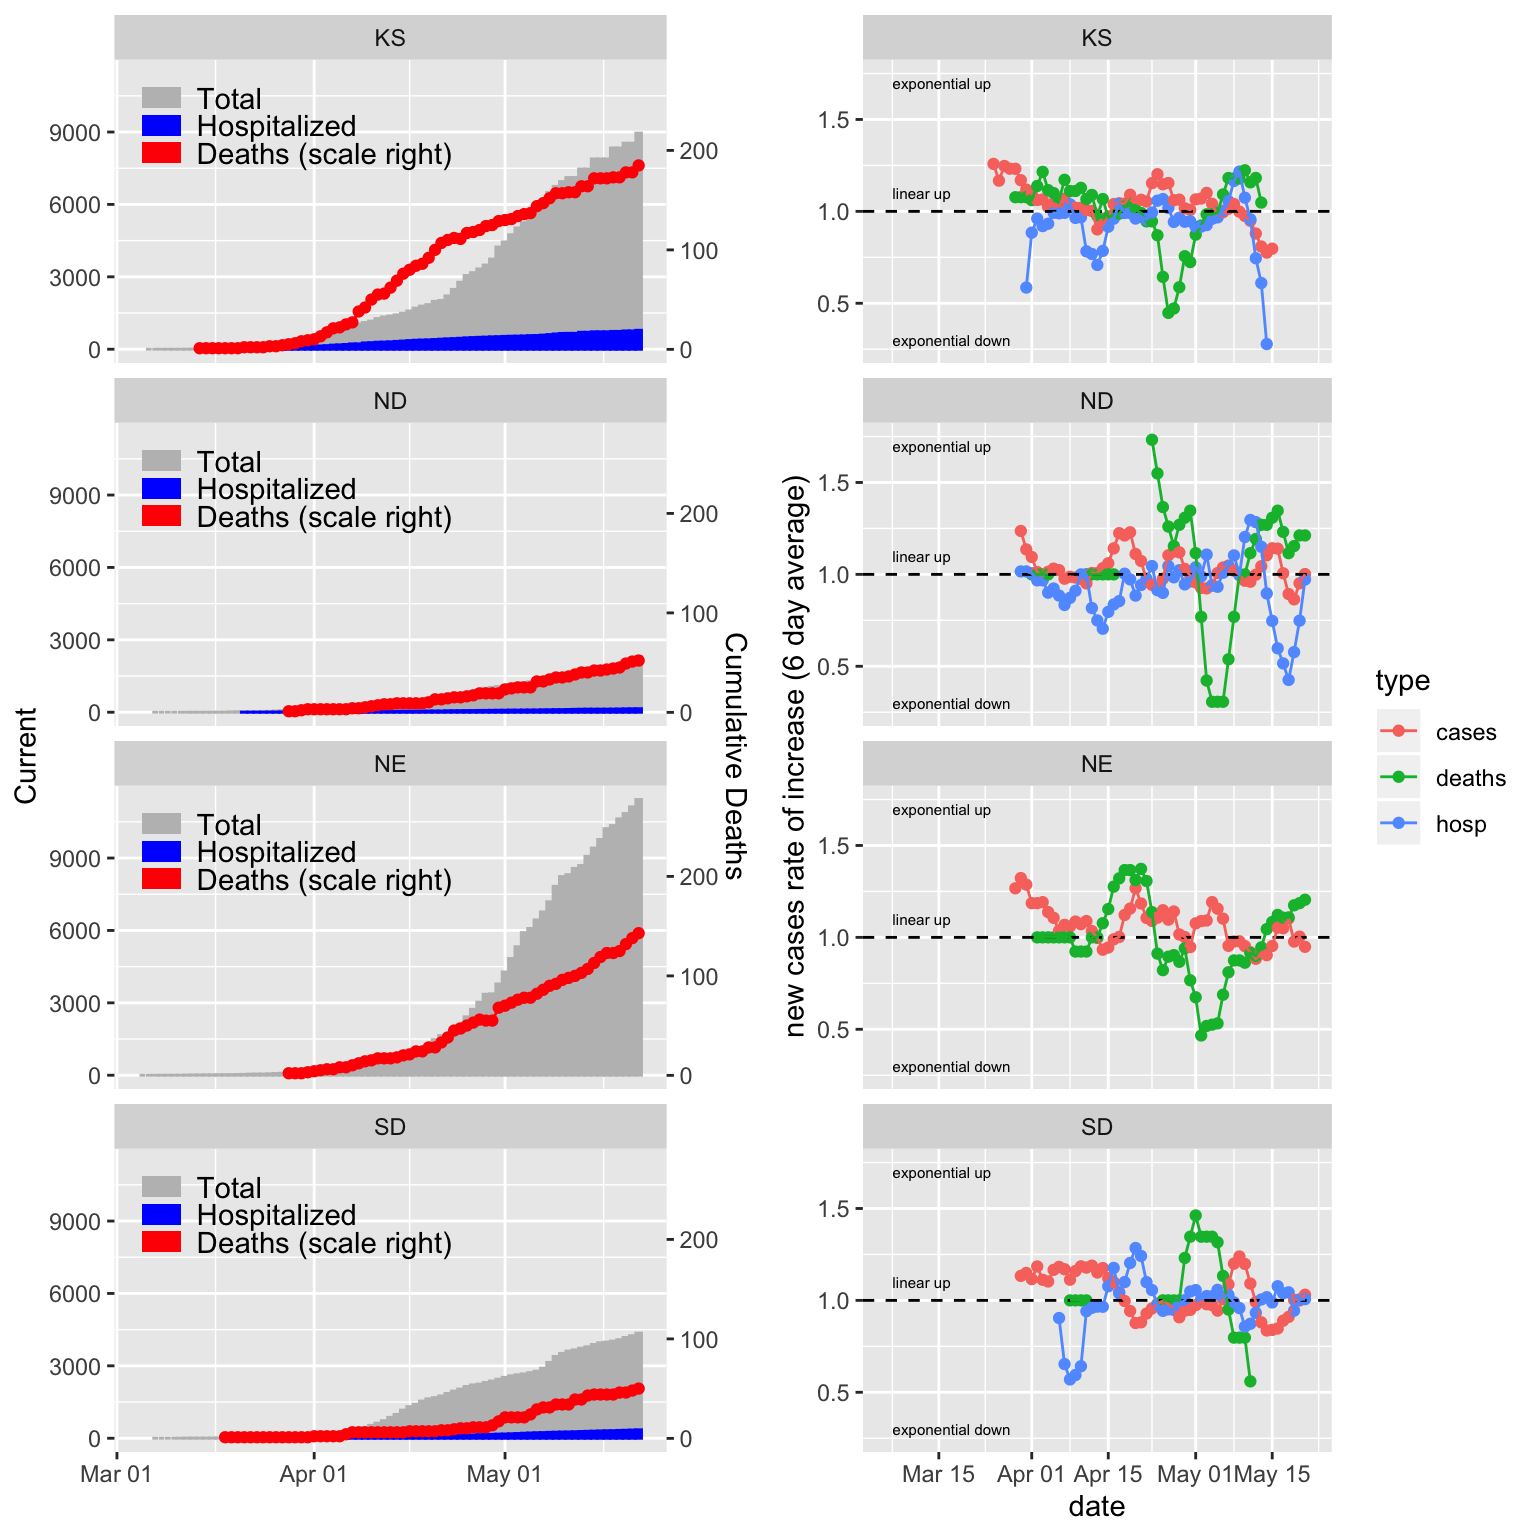 KS
Total
Hospitalized
Deaths (scale right)
9000
6000
3000
0
200
100
0
ND
Total
Hospitalized
Deaths (scale right)
9000
6000
3000
0
200
100
0
NE
Total
Hospitalized
Deaths (scale right)
9000
6000
3000
0
200
100
0
SD
Total
Hospitalized
Deaths (scale right)
9000
6000
3000
0
200
100
0
Mar 01
Apr 01
May 01
Current
Cumulative Deaths
KS
exponential up
linear up
exponential down
1.5
1.0
0.5
ND
exponential up
linear up
exponential down
1.5
1.0
0.5
NE
exponential up
linear up
exponential down
1.5
1.0
0.5
SD
exponential up
linear up
exponential down
1.5
1.0
0.5
Mar 15
Apr 01
Apr 15
May 01
May 15
date
new cases rate of increase (6 day average)
type
cases
deaths
hosp